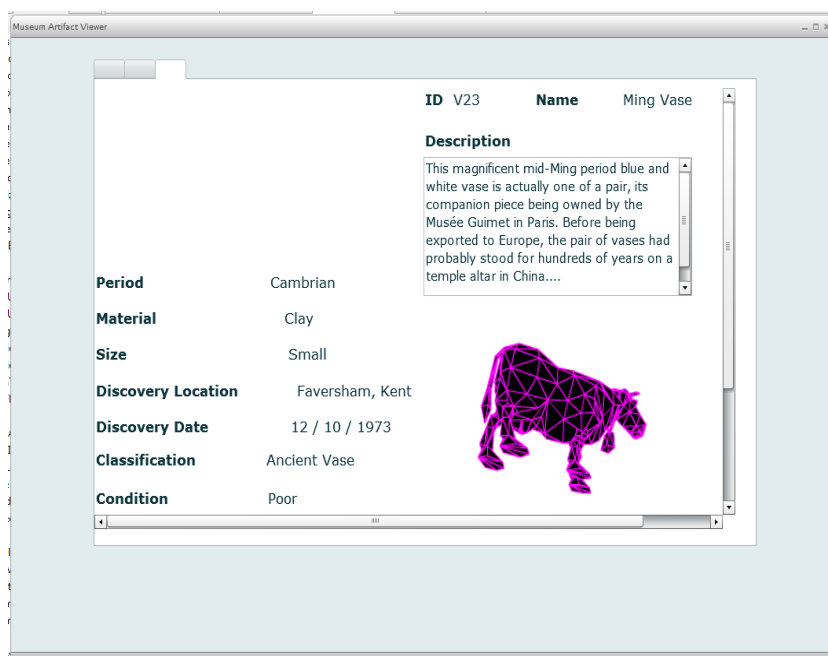 Museum Artifact Viewer
ID V23 Name Ming Vase
Description
This magnificent mid-Ming period blue and
white vase is actually one of a pair, its
companion piece being owned by the
Musée Guimet in Paris. Before being
exported to Europe, the pair of vases had
probably stood for hundreds of years on a
temple altar in China....
Period Cambrian
Material Clay
Size Small
Discovery Location Faversham, Kent
Discovery Date 12 / 10 / 1973
Classification Ancient Vase
Condition Poor